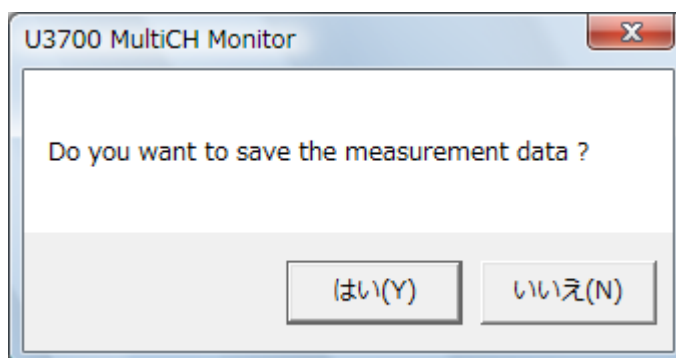 U3700 MultiCH Monitor
Do you want to save the measurement data ?
はい(Y) いいえ(N)